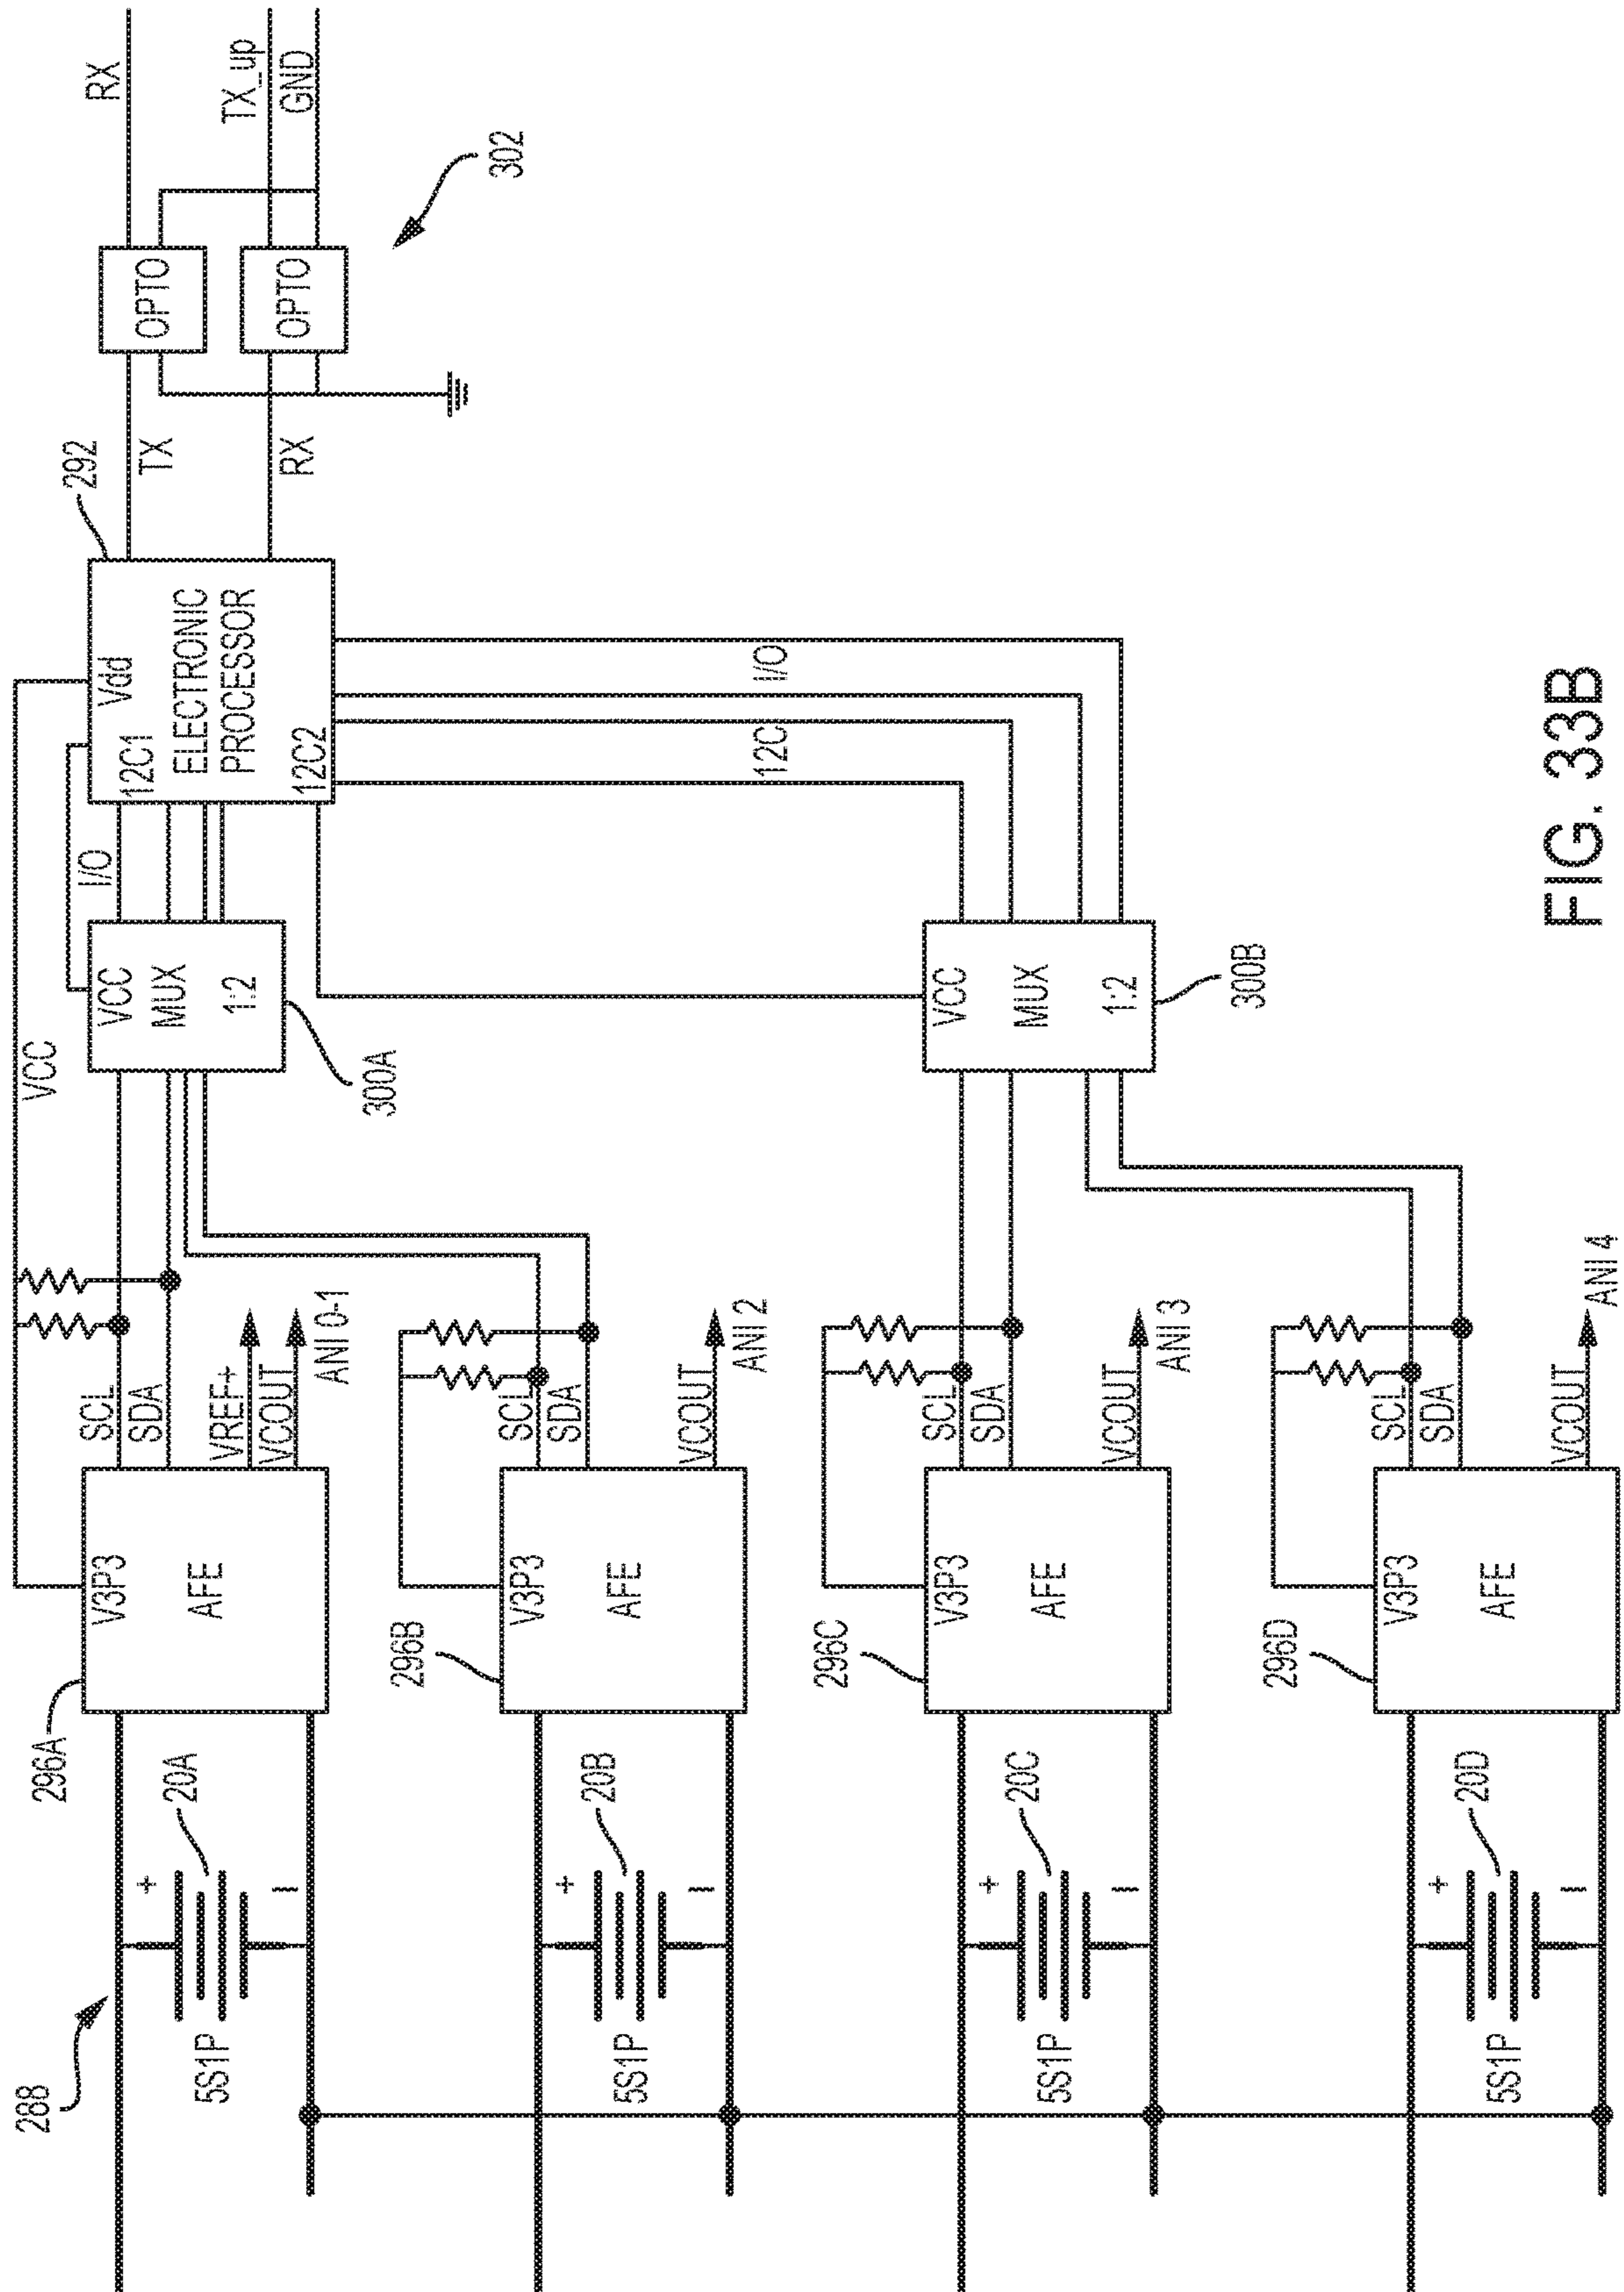 288
296A
20A
5S1P
+
–
V3P3
AFE
SCL
SDA
VREF+
VCOUT
ANI 0-1
VCC
VCC
MUX
1:2
300A
I/O
Vdd
12C1
ELECTRONIC
PROCESSOR
12C2
292
TX
RX
OPTO
OPTO
RX
TX_up
GND
302
296B
20B
5S1P
+
–
V3P3
AFE
SCL
SDA
VCOUT
ANI 2
296C
20C
5S1P
+
–
V3P3
AFE
SCL
SDA
VCOUT
ANI 3
VCC
MUX
1:2
300B
12C
I/O
296D
20D
5S1P
+
–
V3P3
AFE
SCL
SDA
VCOUT
ANI 4
FIG. 33B